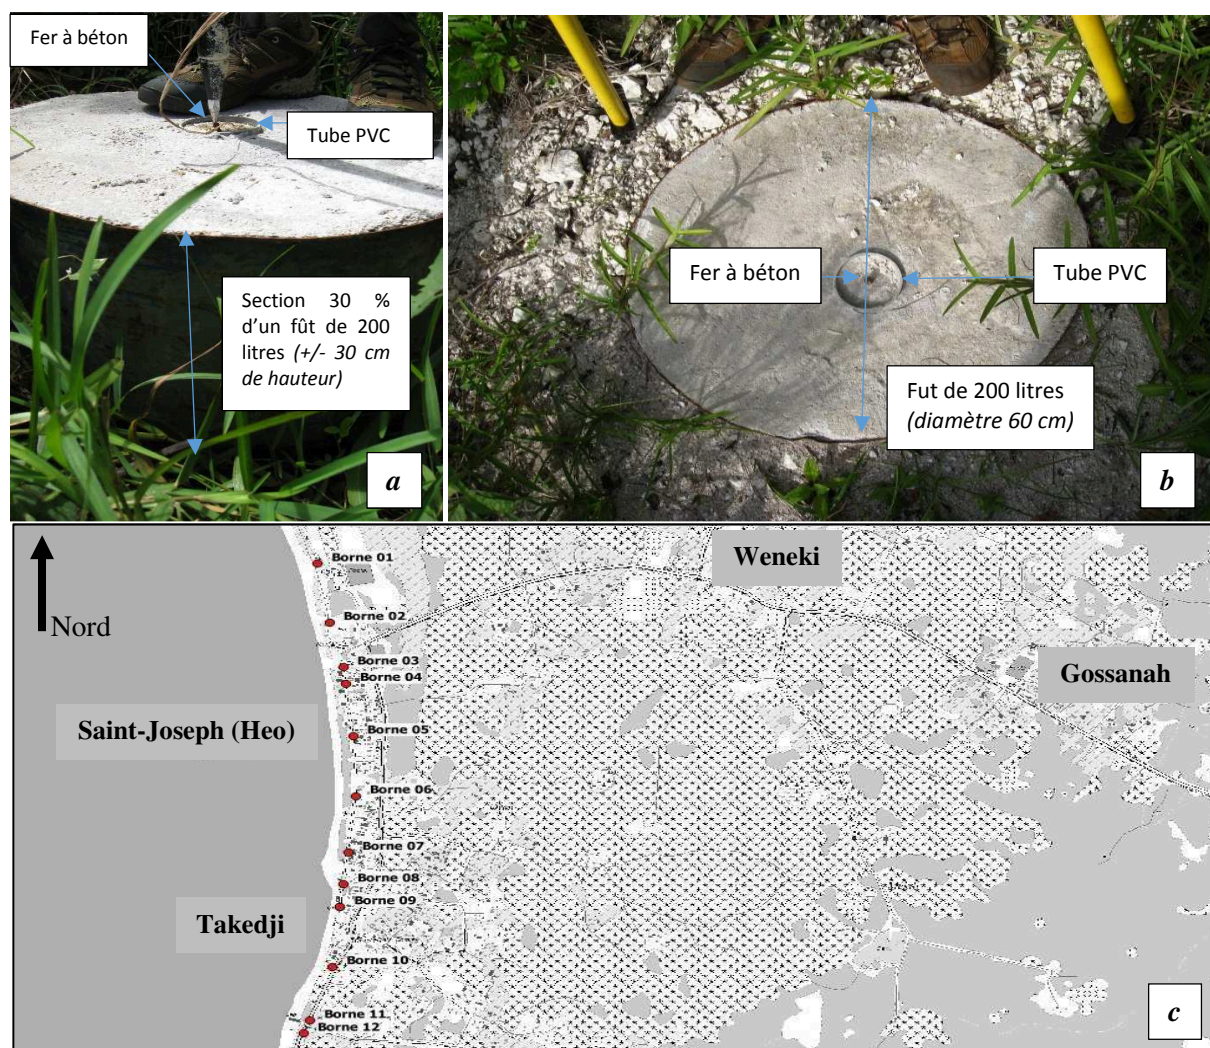 Fer à béton
Tube PVC
Section 30 %
d'un fût de 200
litres (+/- 30 cm
de hauteur)
a
Fer à béton
Tube PVC
Fut de 200 litres
(diamètre 60 cm)
b
Nord
Borne 01
Weneki
Borne 02
Borne 03
Borne 04
Gossanah
Saint-Joseph (Heo)
Borne 05
Borne 06
Borne 07
Borne 08
Borne 09
Takedji
Borne 10
Borne 11
Borne 12
c